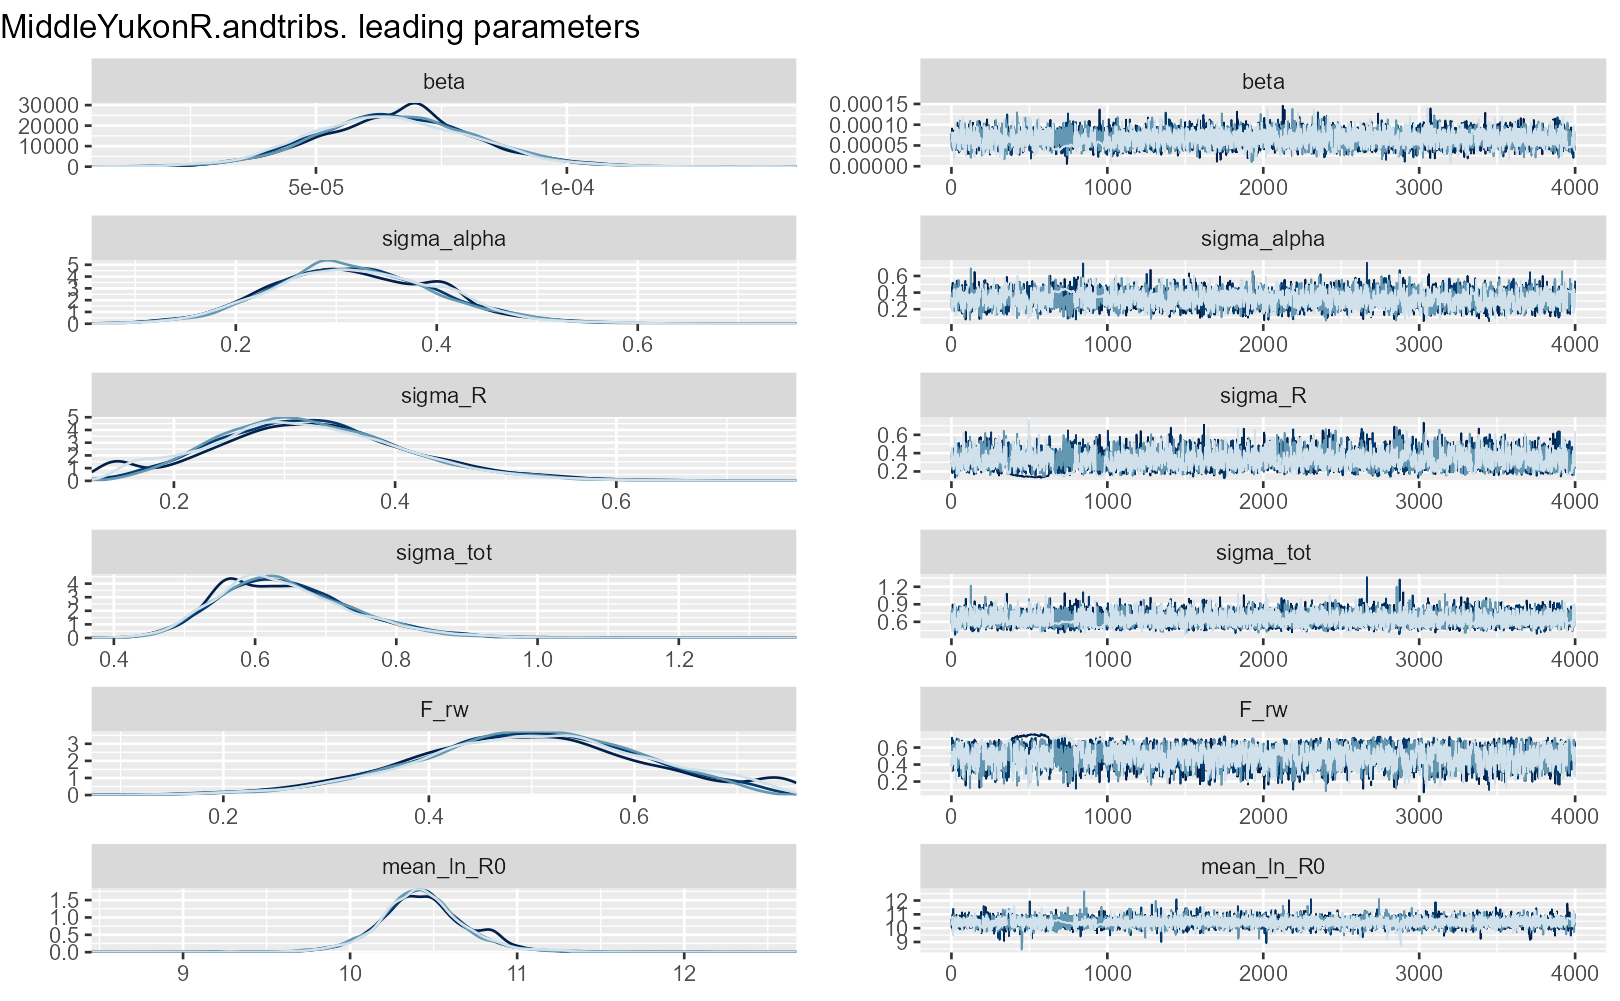 MiddleYukonR.andtribs. leading parameters
beta
30000
20000
10000
0
5e-05 1e-04
beta
0.00015
0.00010
0.00005
0.00000
0 1000 2000 3000 4000
sigma_alpha
5
4
3
2
1
0
0.2 0.4 0.6
sigma_alpha
0.6
0.4
0.2
0 1000 2000 3000 4000
sigma_R
5
4
3
2
1
0
0.2 0.4 0.6
sigma_R
0.6
0.4
0.2
0 1000 2000 3000 4000
sigma_tot
4
3
2
1
0
0.4 0.6 0.8 1.0 1.2
sigma_tot
1.2
0.9
0.6
0 1000 2000 3000 4000
F_rw
3
2
1
0
0.2 0.4 0.6
F_rw
0.6
0.4
0.2
0 1000 2000 3000 4000
mean_ln_R0
1.5
1.0
0.5
0.0
9 10 11 12
mean_ln_R0
12
11
10
9
0 1000 2000 3000 4000